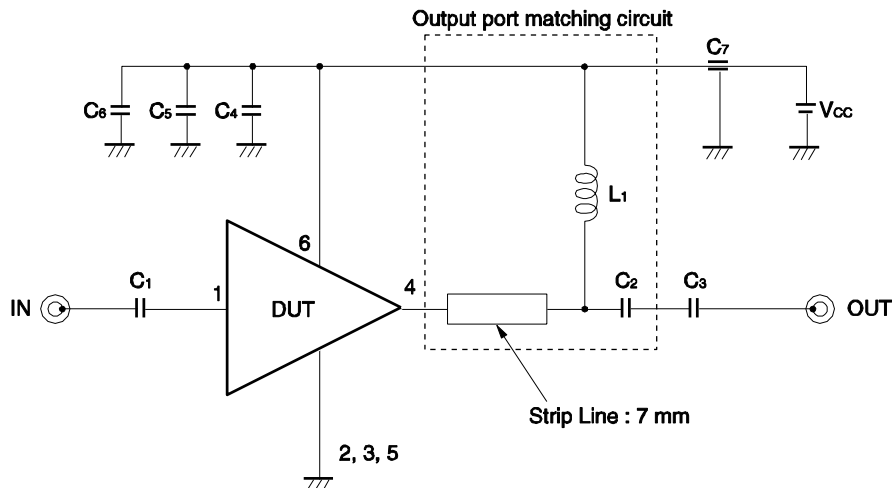 Output port matching circuit
C7
C6
C5
C4
VCC
L1
6
4
C1
1
C2
C3
IN
DUT
OUT
Strip Line : 7 mm
2, 3, 5